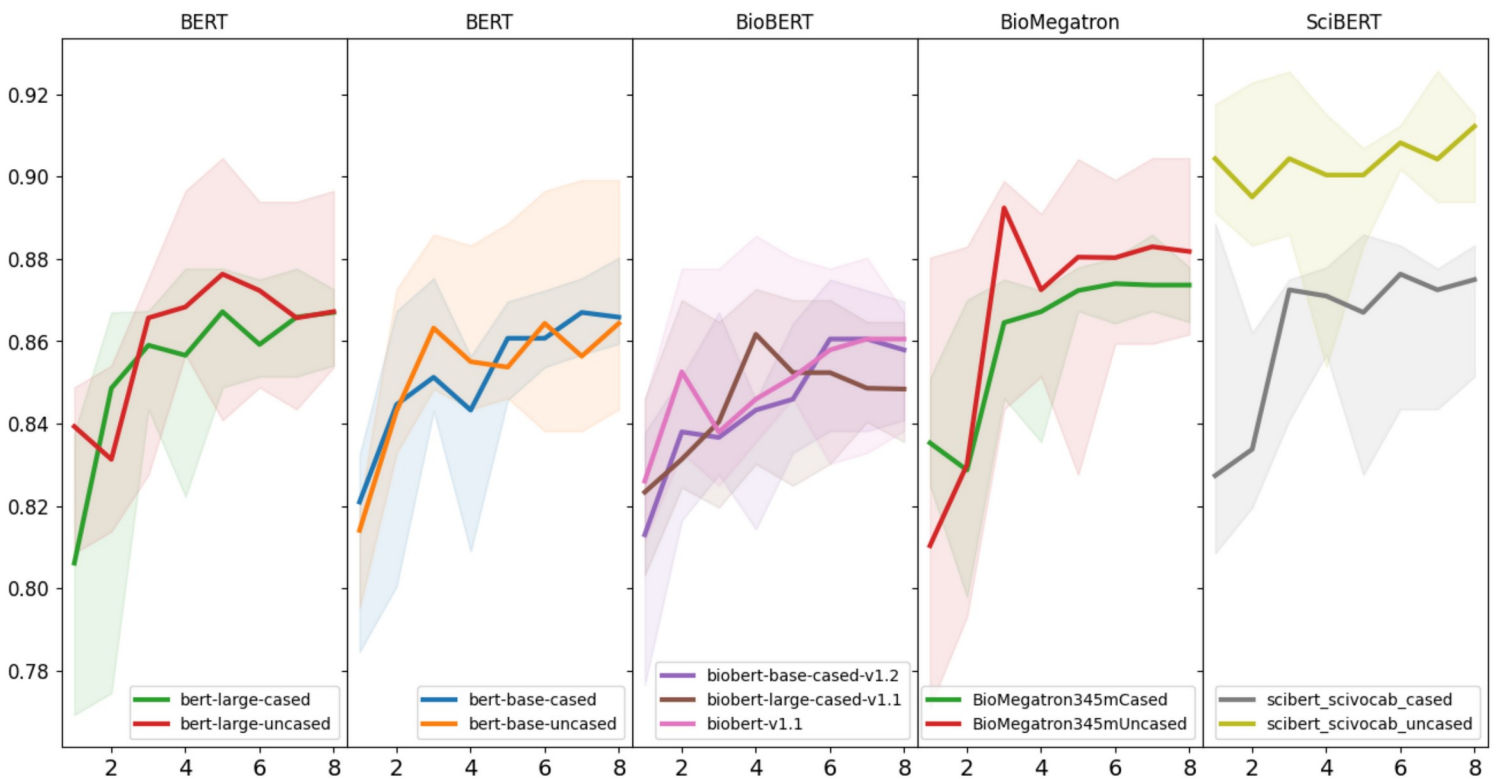 BERT BERT BioBERT BioMegatron SciBERT
0.92
0.90
0.88
0.86
0.84
0.82
0.80
0.78
bert-large-cased
bert-large-uncased
bert-base-cased
bert-base-uncased
biobert-base-cased-v1.2
biobert-large-cased-v1.1
biobert-v1.1
BioMegatron345mCased
BioMegatron345mUncased
scibert_scivocab_cased
scibert_scivocab_uncased
2 4 6 8 2 4 6 8 2 4 6 8 2 4 6 8 2 4 6 8